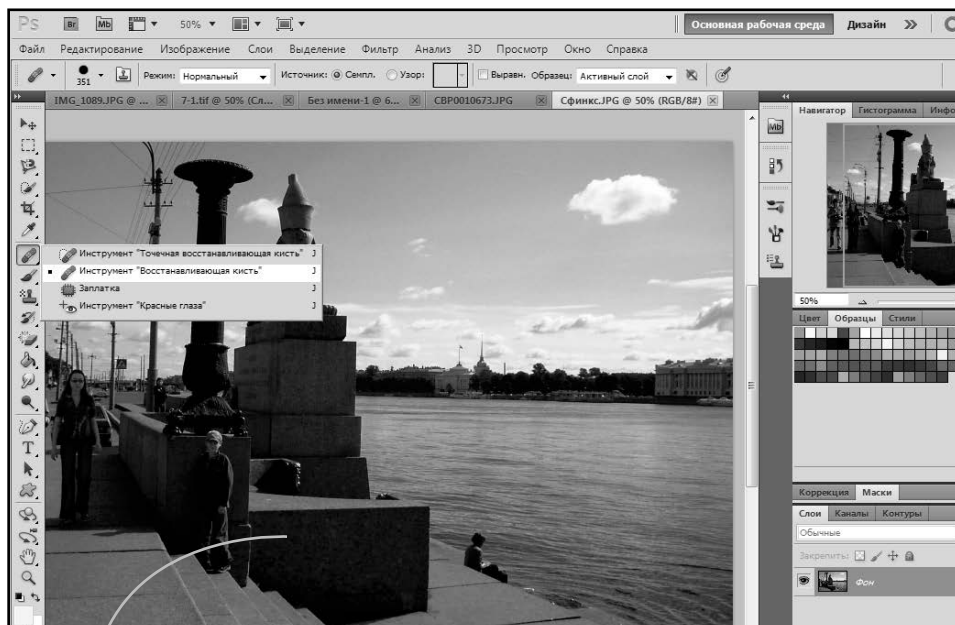 Ps Br Mb 50% Основная рабочая среда Дизайн
Файл Редактирование Изображение Слои Выделение Фильтр Анализ 3D Просмотр Окно Справка
351 Режим: Нормальный Источник: Семпл. Узор: Выравн. Образец: Активный слой
IMG_1089.JPG @ ... 7-1.tif @ 50% (Сл... Без имени-1 @ 6... CBP0010673.JPG Сфинкс.JPG @ 50% (RGB/8#)
Навигатор Гистограмма Инфо
Mb
Инструмент "Точечная восстанавливающая кисть" J
Инструмент "Восстанавливающая кисть" J
Заплатка J
Инструмент "Красные глаза" J
50%
Цвет Образцы Стили
T
Коррекция Маски
Слои Каналы Контуры
Обычные
Закрепить:
Фон